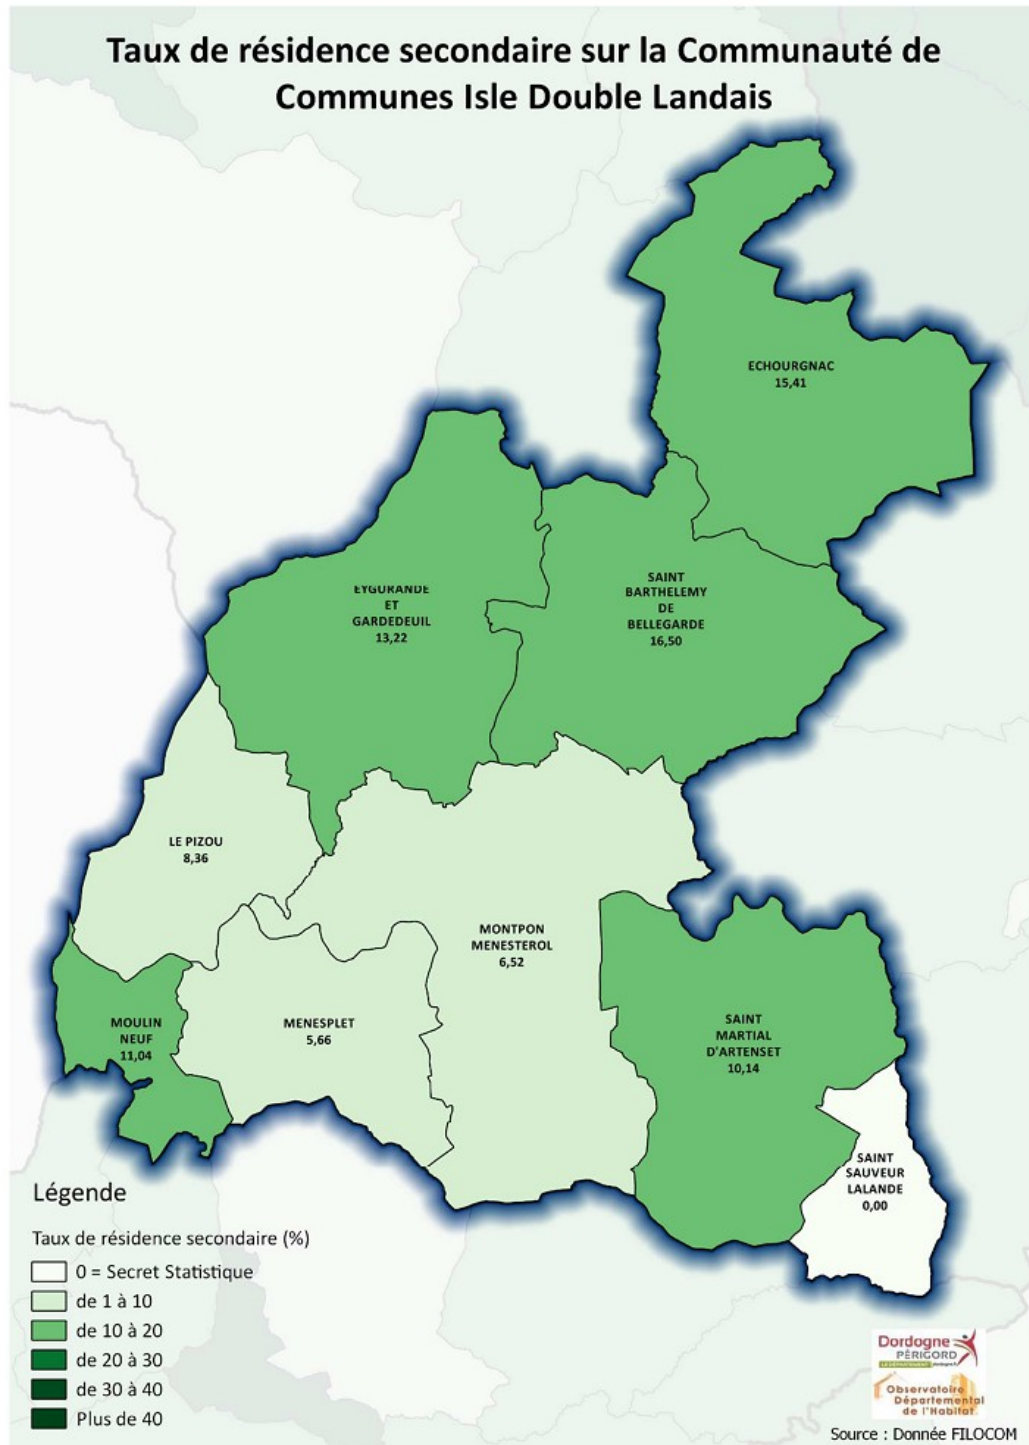 Taux de résidence secondaire sur la Communauté de
Communes Isle Double Landais
ECHOURGNAC
15,41
EYGURANDE
ET
GARDEDEUIL
13,22
SAINT
BARTHELEMY
DE
BELLEGARDE
16,50
LE PIZOU
8,36
MONTPON
MENESTEROL
6,52
MOULIN
NEUF
11,04
MENESPLET
5,66
SAINT
MARTIAL
D'ARTENSET
10,14
SAINT
SAUVEUR
LALANDE
0,00
Légende
Taux de résidence secondaire (%)
0 = Secret Statistique
de 1 à 10
de 10 à 20
de 20 à 30
de 30 à 40
Plus de 40
Dordogne
PÉRIGORD
LE DÉPARTEMENT dordogne.fr
Observatoire
Départemental
de l'Habitat
Source : Donnée FILOCOM